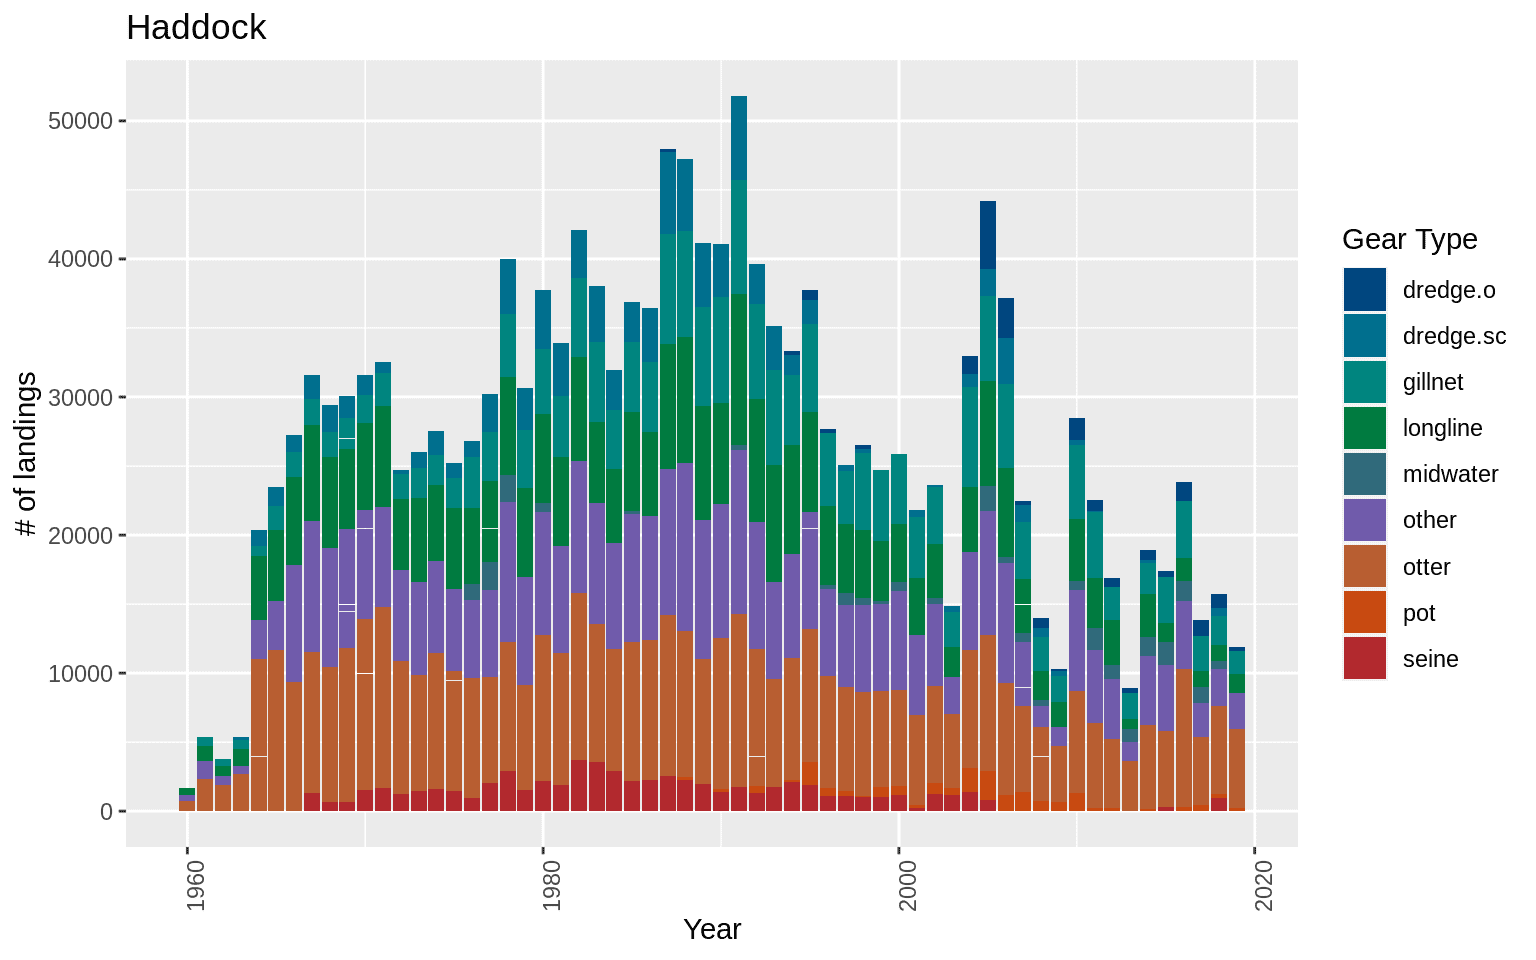 Haddock
# of landings
50000
40000
30000
20000
10000
0
1960
1980
2000
2020
Year
Gear Type
dredge.o
dredge.sc
gillnet
longline
midwater
other
otter
pot
seine